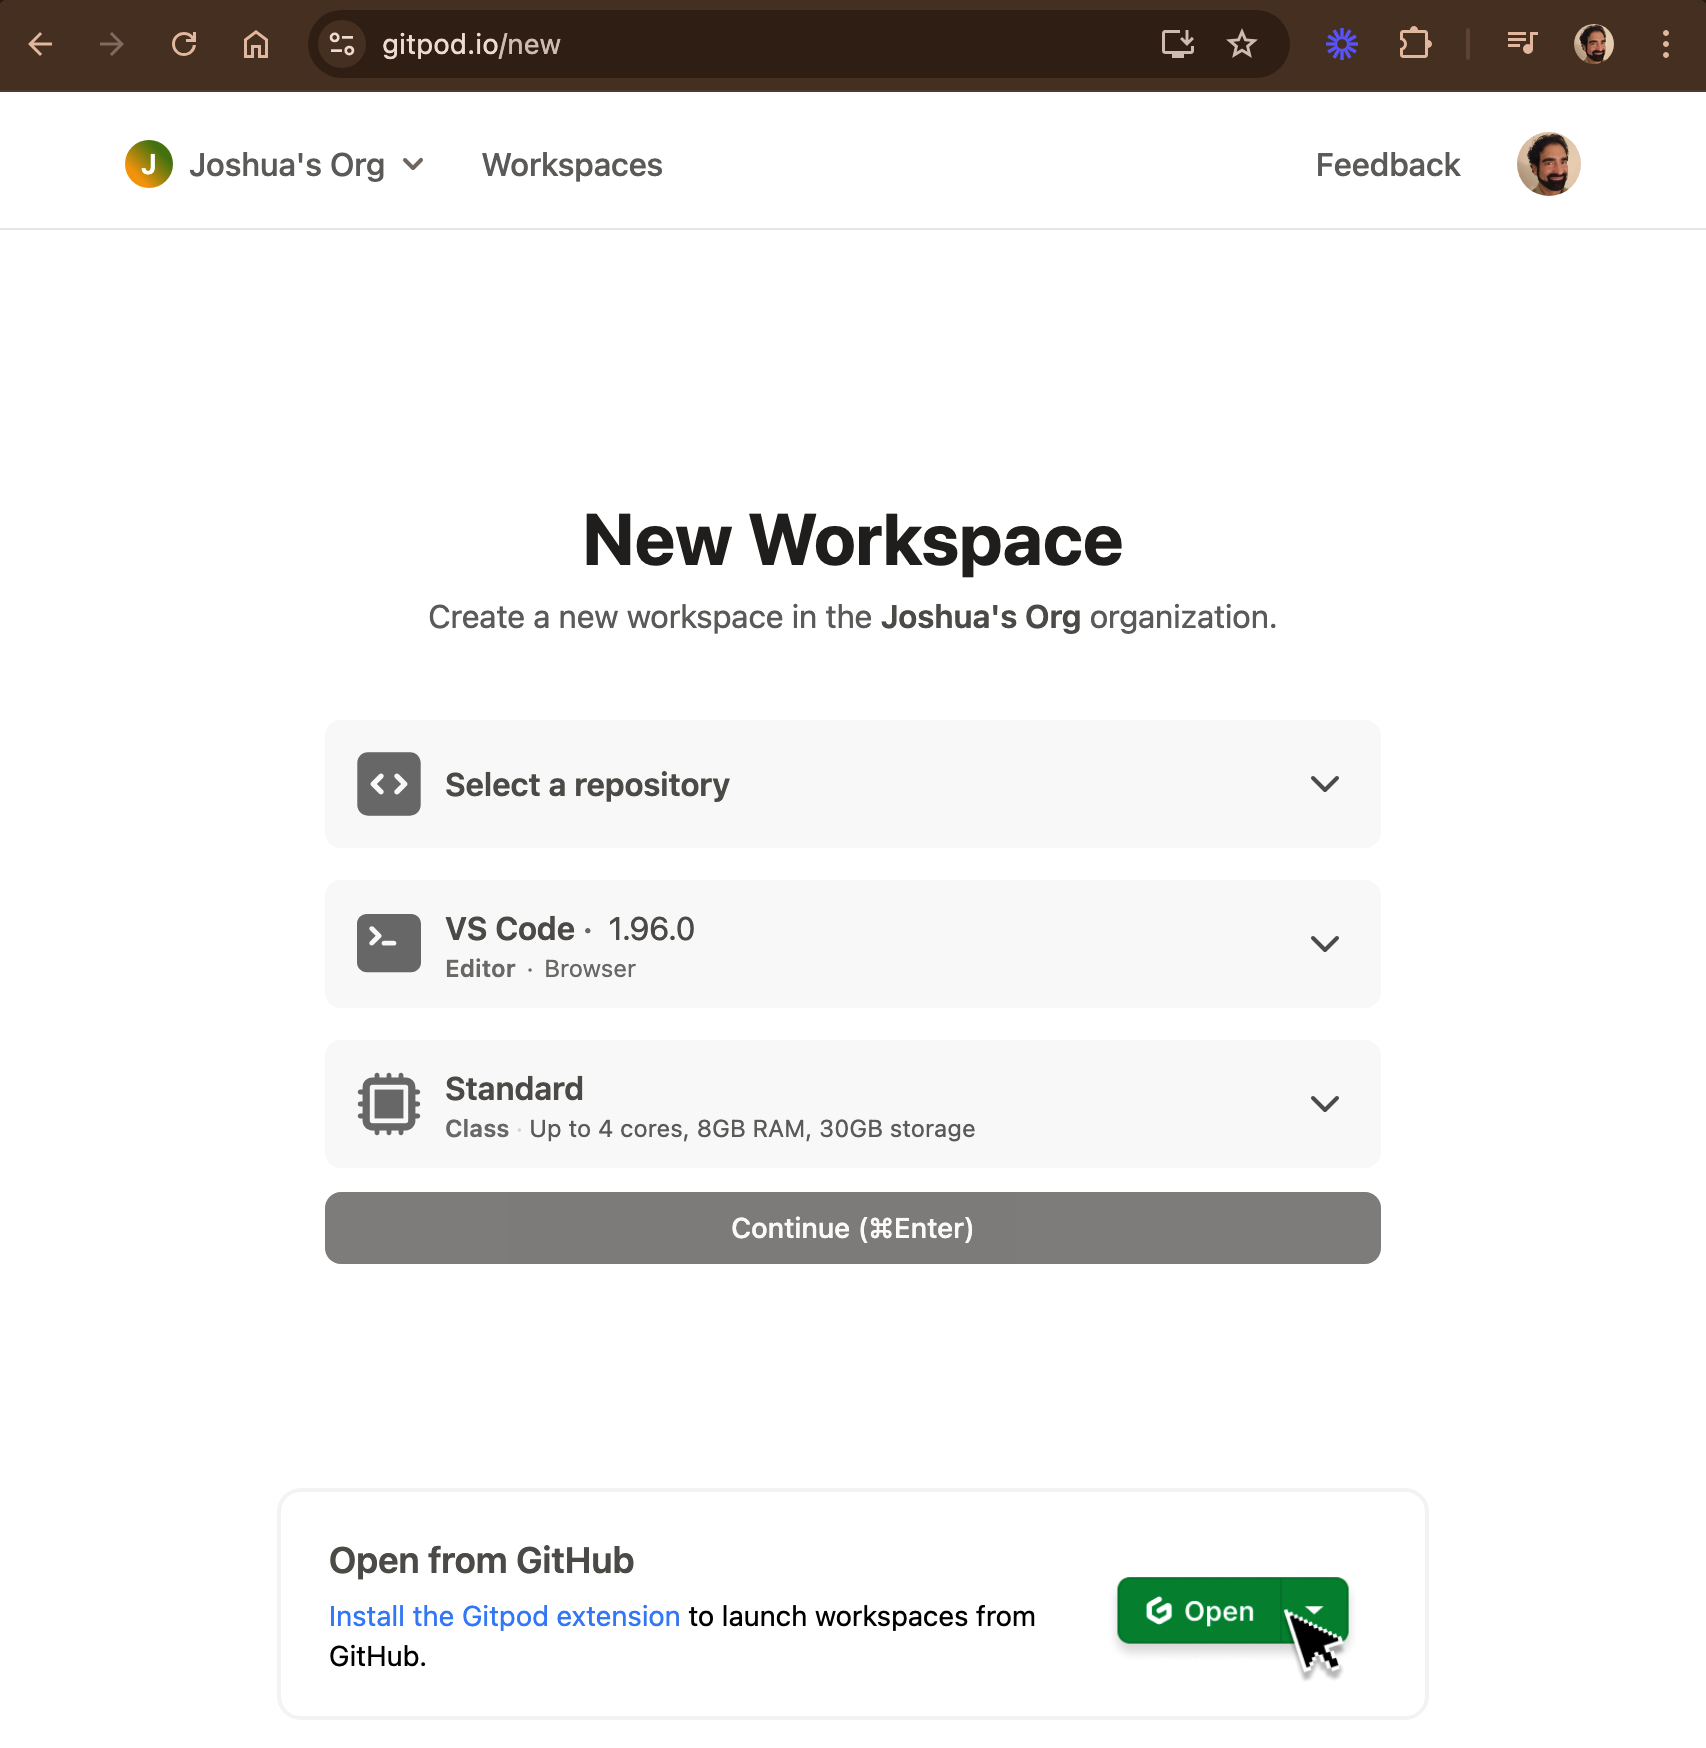 gitpod.io/new
J Joshua's Org Workspaces Feedback
New Workspace
Create a new workspace in the Joshua's Org organization.
Select a repository
VS Code · 1.96.0
Editor · Browser
Standard
Class · Up to 4 cores, 8GB RAM, 30GB storage
Continue (⌘Enter)
Open from GitHub
Install the Gitpod extension to launch workspaces from
GitHub.
Open